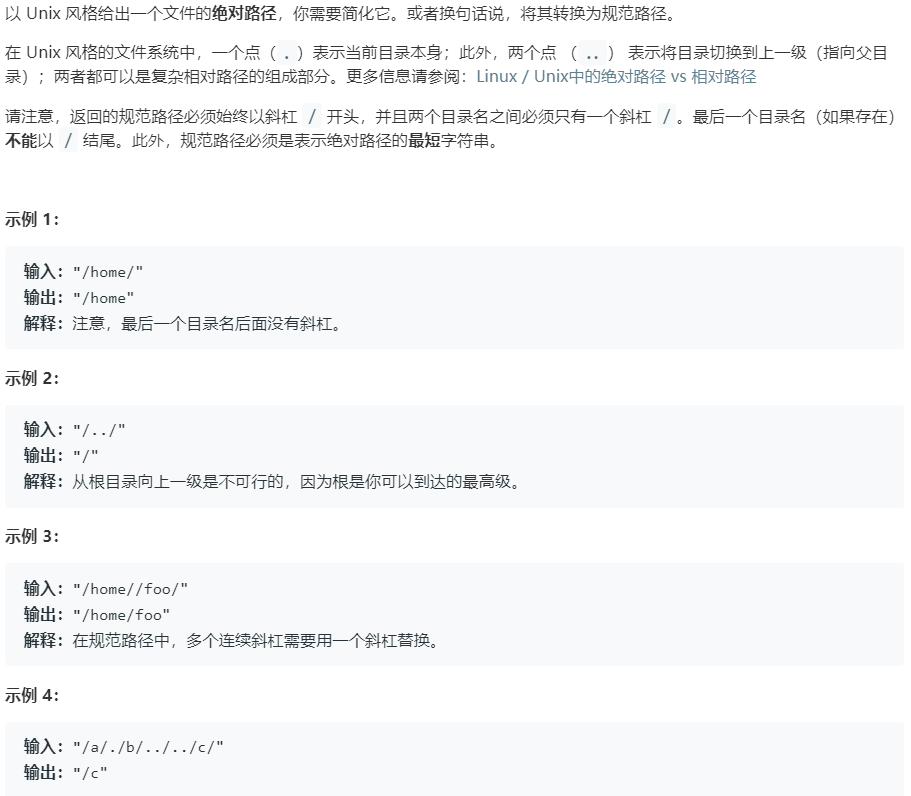 以 Unix 风格给出一个文件的绝对路径，你需要简化它。或者换句话说，将其转换为规范路径。
在 Unix 风格的文件系统中，一个点（.）表示当前目录本身；此外，两个点 （..） 表示将目录切换到上一级（指向父目
录）；两者都可以是复杂相对路径的组成部分。更多信息请参阅：Linux / Unix中的绝对路径 vs 相对路径
请注意，返回的规范路径必须始终以斜杠 / 开头，并且两个目录名之间必须只有一个斜杠 /。最后一个目录名（如果存在）
不能以 / 结尾。此外，规范路径必须是表示绝对路径的最短字符串。
示例 1：
输入："/home/"
输出："/home"
解释：注意，最后一个目录名后面没有斜杠。
示例 2：
输入："/../"
输出："/"
解释：从根目录向上一级是不可行的，因为根是你可以到达的最高级。
示例 3：
输入："/home//foo/"
输出："/home/foo"
解释：在规范路径中，多个连续斜杠需要用一个斜杠替换。
示例 4：
输入："/a/./b/../../c/"
输出："/c"